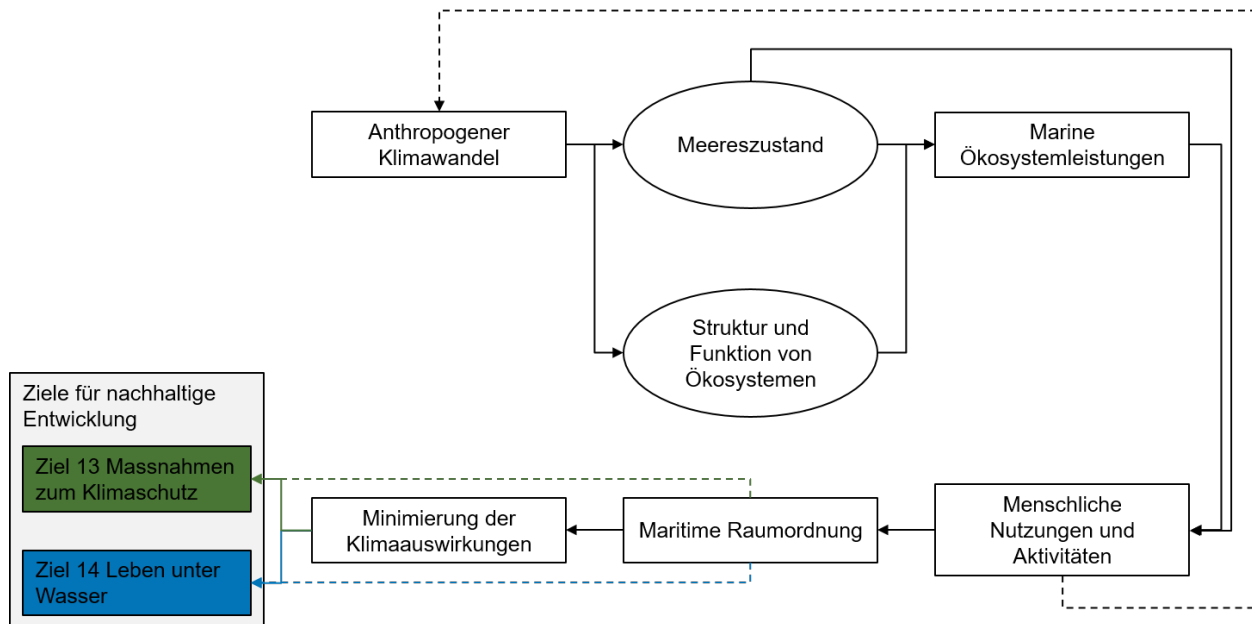 Anthropogener
Klimawandel
Meereszustand
Marine
Ökosystemleistungen
Struktur und
Funktion von
Ökosystemen
Ziele für nachhaltige
Entwicklung
Ziel 13 Massnahmen
zum Klimaschutz
Ziel 14 Leben unter
Wasser
Minimierung der
Klimaauswirkungen
Maritime Raumordnung
Menschliche
Nutzungen und
Aktivitäten